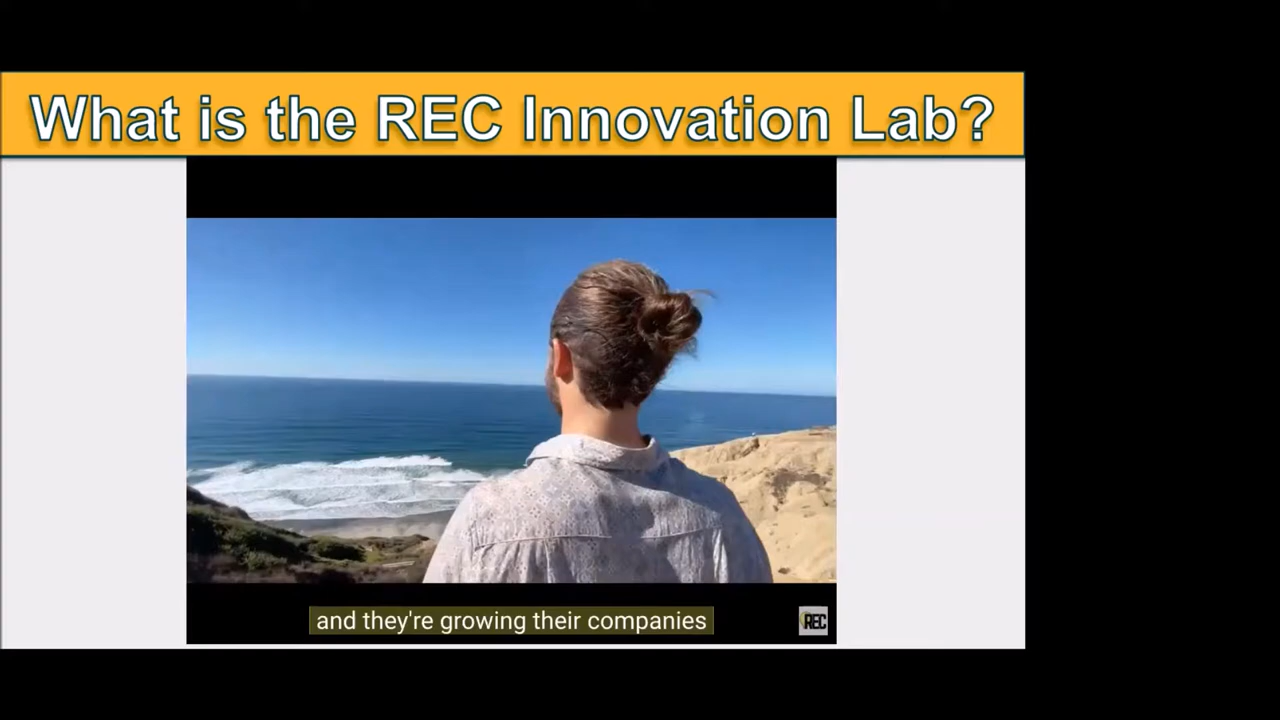 What is the REC Innovation Lab?
and they're growing their companies
REC